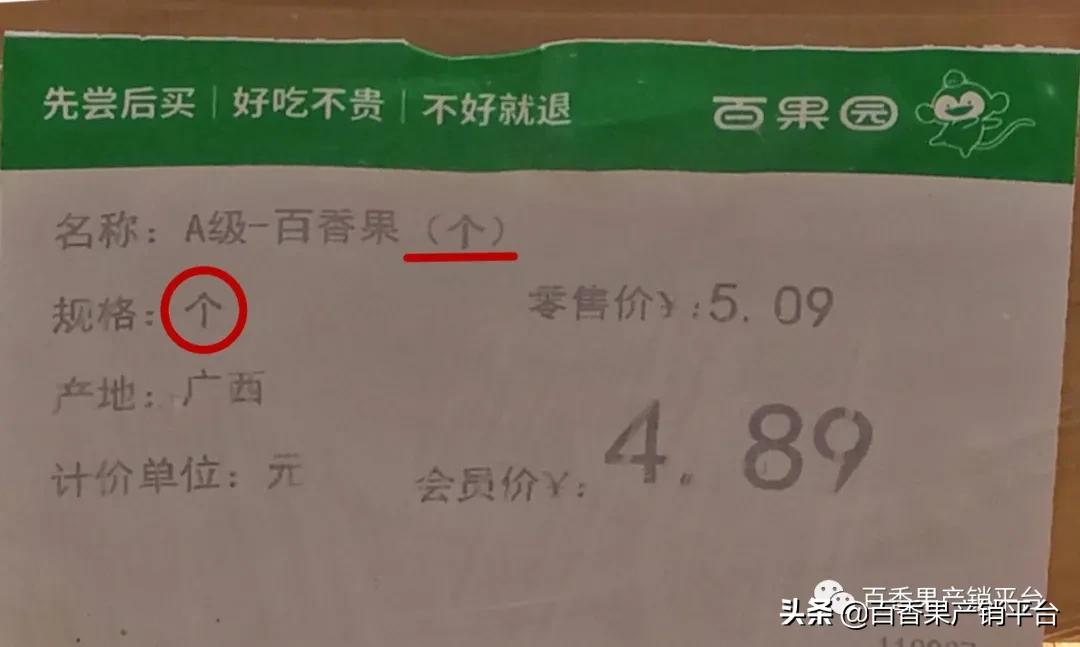 先尝后买|好吃不贵|不好就退 百果园
名称: A级-百香果(个)
规格: 个 零售价¥:5.09
产地: 广西
计价单位: 元 会员价¥: 4.89
百香果产销平台
头条 @百香果产销平台